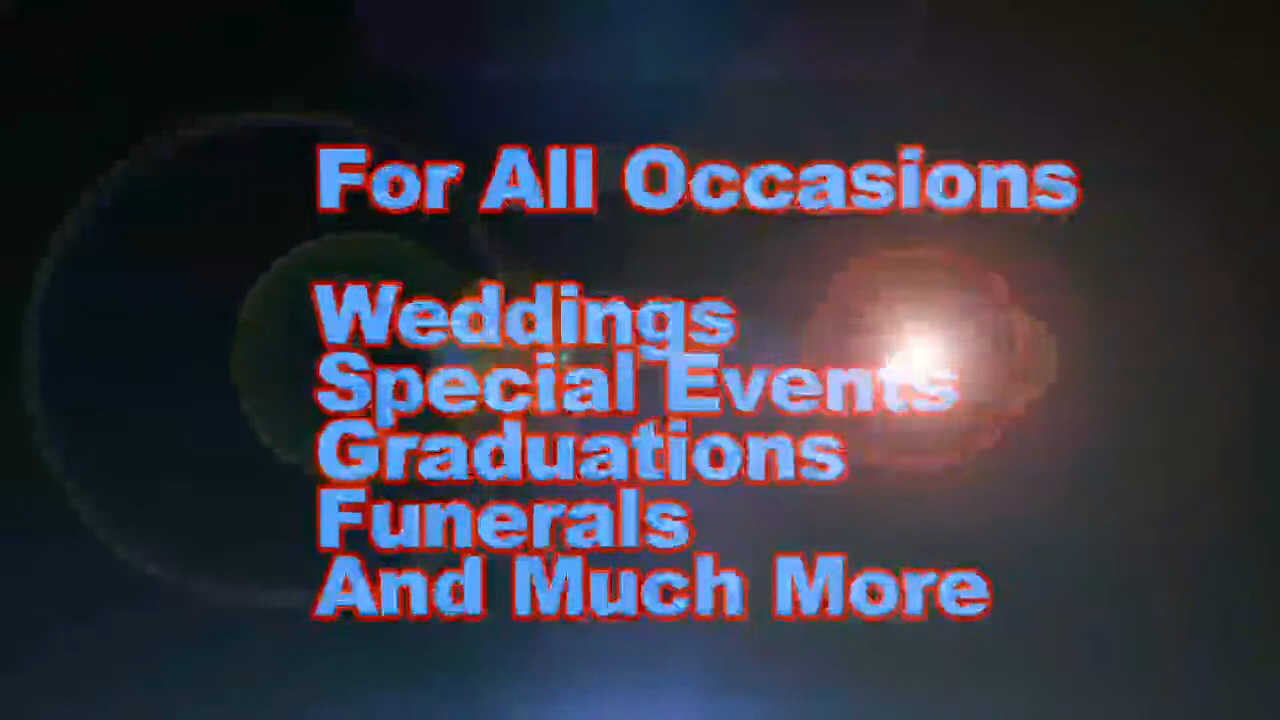 For All Occasions
Weddings
Special Events
Graduations
Funerals
And Much More